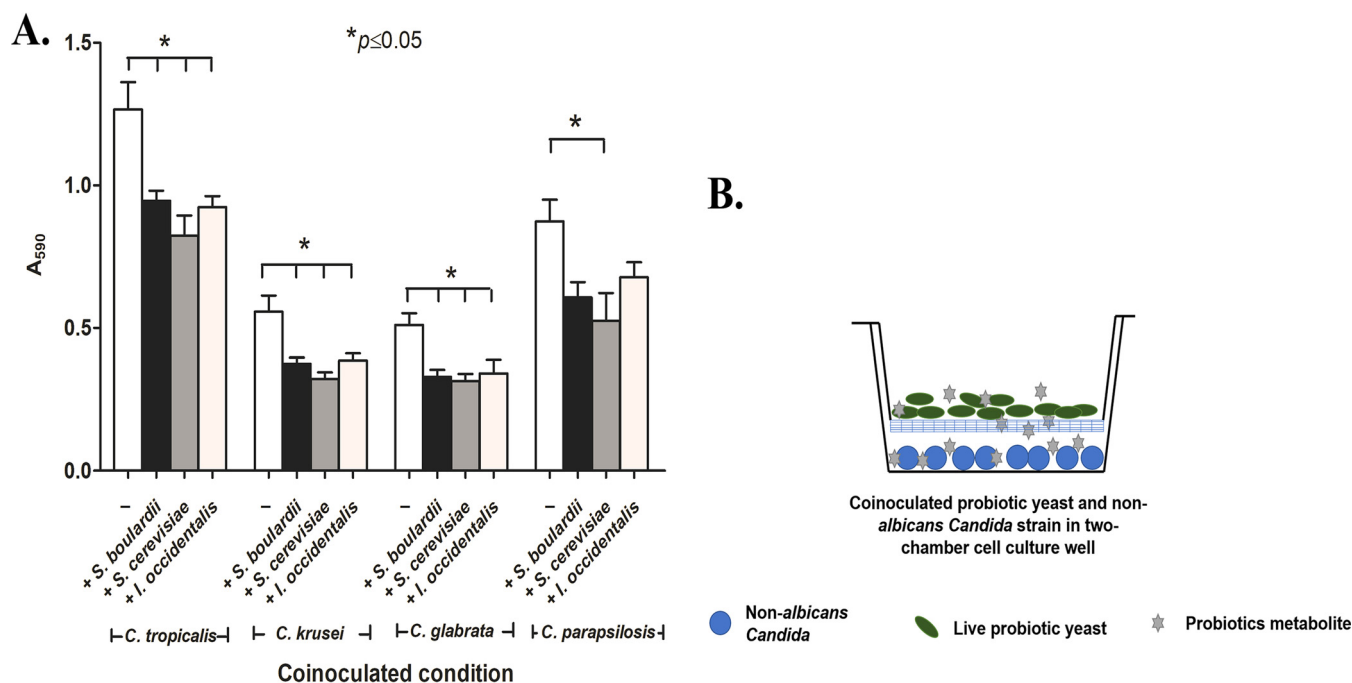 A.
*p≤0.05
1.5
1.0
0.5
0.0
A590
*
*
*
*
–
+ S. boulardii
+ S. cerevisiae
+ I. occidentalis
–
+ S. boulardii
+ S. cerevisiae
+ I. occidentalis
–
+ S. boulardii
+ S. cerevisiae
+ I. occidentalis
–
+ S. boulardii
+ S. cerevisiae
+ I. occidentalis
C. tropicalis
C. krusei
C. glabrata
C. parapsilosis
Coinoculated condition
B.
Coinoculated probiotic yeast and non-
albicans Candida strain in two-
chamber cell culture well
Non-albicans
Candida
Live probiotic yeast
Probiotics metabolite